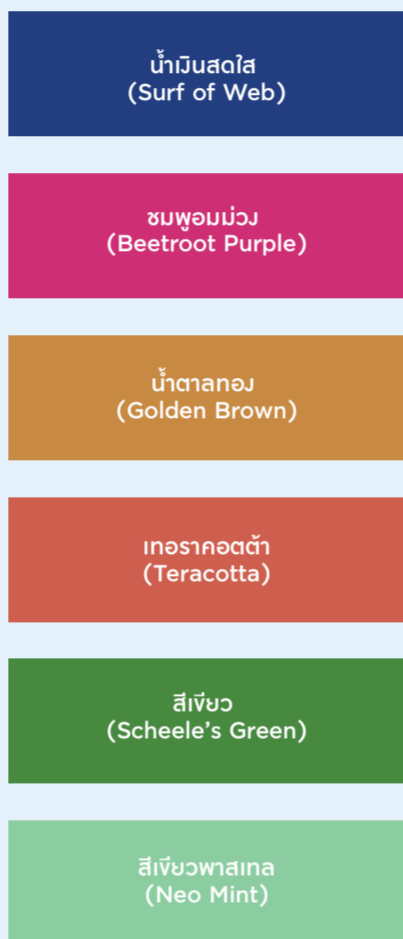 น้ำเงินสดใส
(Surf of Web)
ชมพูอมม่วง
(Beetroot Purple)
น้ำตาลทอง
(Golden Brown)
เทอราคอตต้า
(Teracotta)
สีเขียว
(Scheele's Green)
สีเขียวพาสเทล
(Neo Mint)